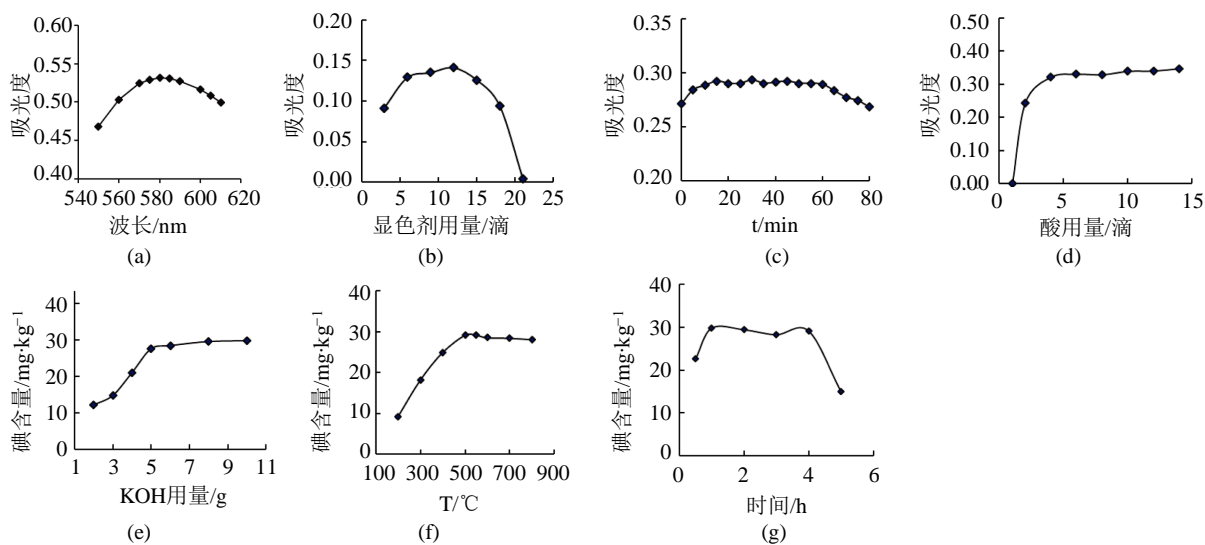 0.60
0.55
0.50
0.45
0.40
吸光度
540 560 580 600 620
波长/nm
(a)
0.20
0.15
0.10
0.05
0.00
吸光度
0 5 10 15 20 25
显色剂用量/滴
(b)
0.35
0.30
0.25
0.20
吸光度
0 20 40 60 80
t/min
(c)
0.50
0.40
0.30
0.20
0.10
0.00
吸光度
0 5 10 15
酸用量/滴
(d)
40
30
20
10
0
碘含量/mg·kg⁻¹
1 3 5 7 9 11
KOH用量/g
(e)
40
30
20
10
0
碘含量/mg·kg⁻¹
100 300 500 700 900
T/℃
(f)
40
30
20
10
0
碘含量/mg·kg⁻¹
0 2 4 6
时间/h
(g)